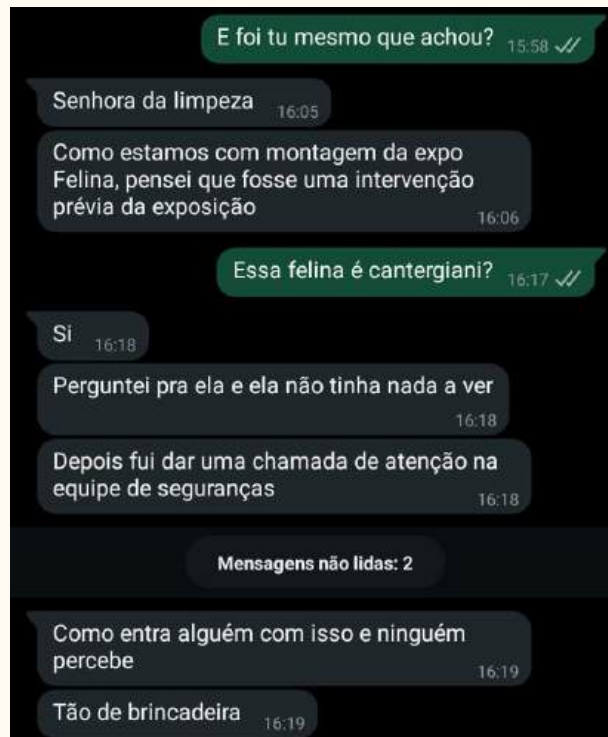 E foi tu mesmo que achou? 15:58
Senhora da limpeza 16:05
Como estamos com montagem da expo
Felina, pensei que fosse uma intervenção
prévia da exposição 16:06
Essa felina é cantergiani? 16:17
Si 16:18
Perguntei pra ela e ela não tinha nada a ver
16:18
Depois fui dar uma chamada de atenção na
equipe de seguranças 16:18
Mensagens não lidas: 2
Como entra alguém com isso e ninguém
percebe 16:19
Tão de brincadeira 16:19